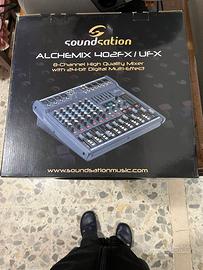 soundsation
ALCHEMIX 402FX / UFX
8-Channel High Quality Mixer
with 24-bit Digital Multi-Effect
www.soundsationmusic.com